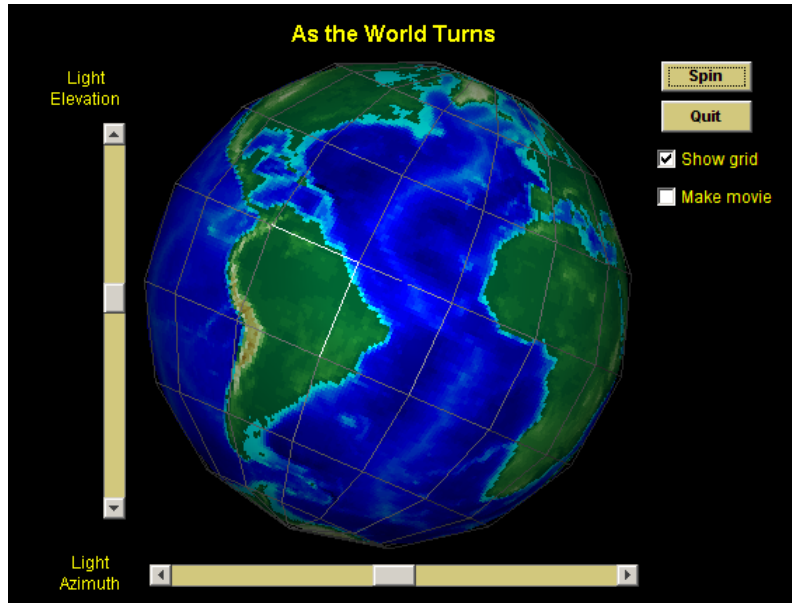 As the World Turns
Light
Elevation
Spin
Quit
Show grid
Make movie
Light
Azimuth